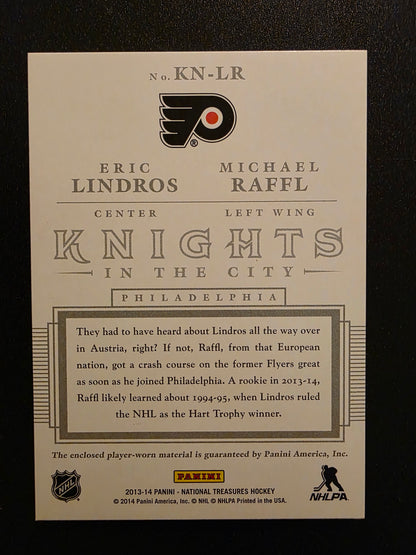 No. KN-LR
®
ERIC MICHAEL
LINDROS RAFFL
CENTER LEFT WING
KNIGHTS
IN THE CITY
PHILADELPHIA
They had to have heard about Lindros all the way over
in Austria, right? If not, Raffl, from that European
nation, got a crash course on the former Flyers great
as soon as he joined Philadelphia. A rookie in 2013-14,
Raffl likely learned about 1994-95, when Lindros ruled
the NHL as the Hart Trophy winner.
The enclosed player-worn material is guaranteed by Panini America, Inc.
NHL
PANINI
NHLPA
2013-14 PANINI - NATIONAL TREASURES HOCKEY
© 2014 Panini America, Inc. © NHL © NHLPA Printed in the USA.